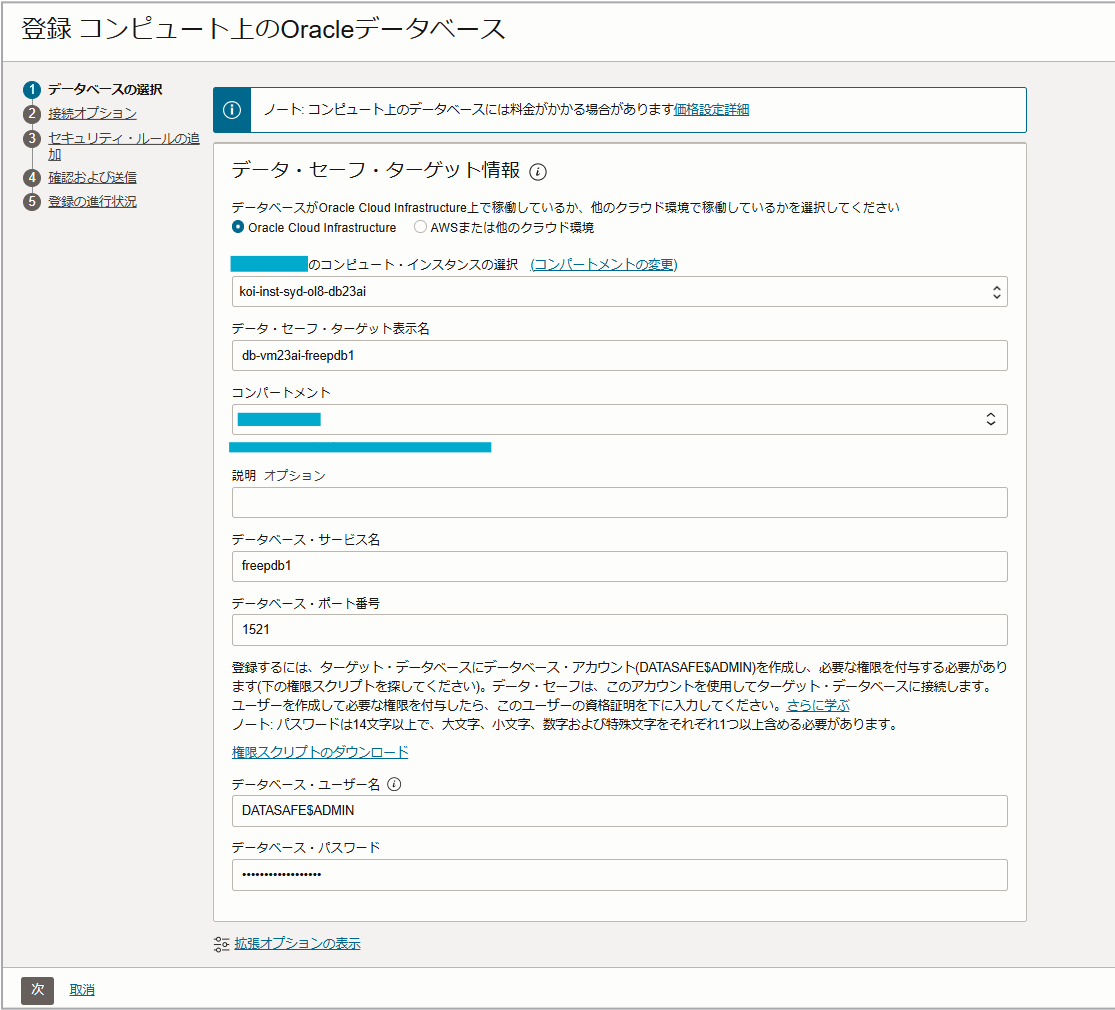 登録 コンピュート上のOracleデータベース
1 データベースの選択
2 接続オプション
3 セキュリティ・ルールの追
加
4 確認および送信
5 登録の進行状況
ノート: コンピュート上のデータベースには料金がかかる場合があります価格設定詳細
データ・セーフ・ターゲット情報
データベースがOracle Cloud Infrastructure上で稼働しているか、他のクラウド環境で稼働しているかを選択してください
Oracle Cloud Infrastructure AWSまたは他のクラウド環境
のコンピュート・インスタンスの選択 (コンパートメントの変更)
koi-inst-syd-ol8-db23ai
データ・セーフ・ターゲット表示名
db-vm23ai-freepdb1
コンパートメント
説明 オプション
データベース・サービス名
freepdb1
データベース・ポート番号
1521
登録するには、ターゲット・データベースにデータベース・アカウント(DATASAFE$ADMIN)を作成し、必要な権限を付与する必要があり
ます(下の権限スクリプトを探してください)。データ・セーフは、このアカウントを使用してターゲット・データベースに接続します。
ユーザーを作成して必要な権限を付与したら、このユーザーの資格証明を下に入力してください。さらに学ぶ
ノート: パスワードは14文字以上で、大文字、小文字、数字および特殊文字をそれぞれ1つ以上含める必要があります。
権限スクリプトのダウンロード
データベース・ユーザー名
DATASAFE$ADMIN
データベース・パスワード
••••••••••••••••••
拡張オプションの表示
次 取消